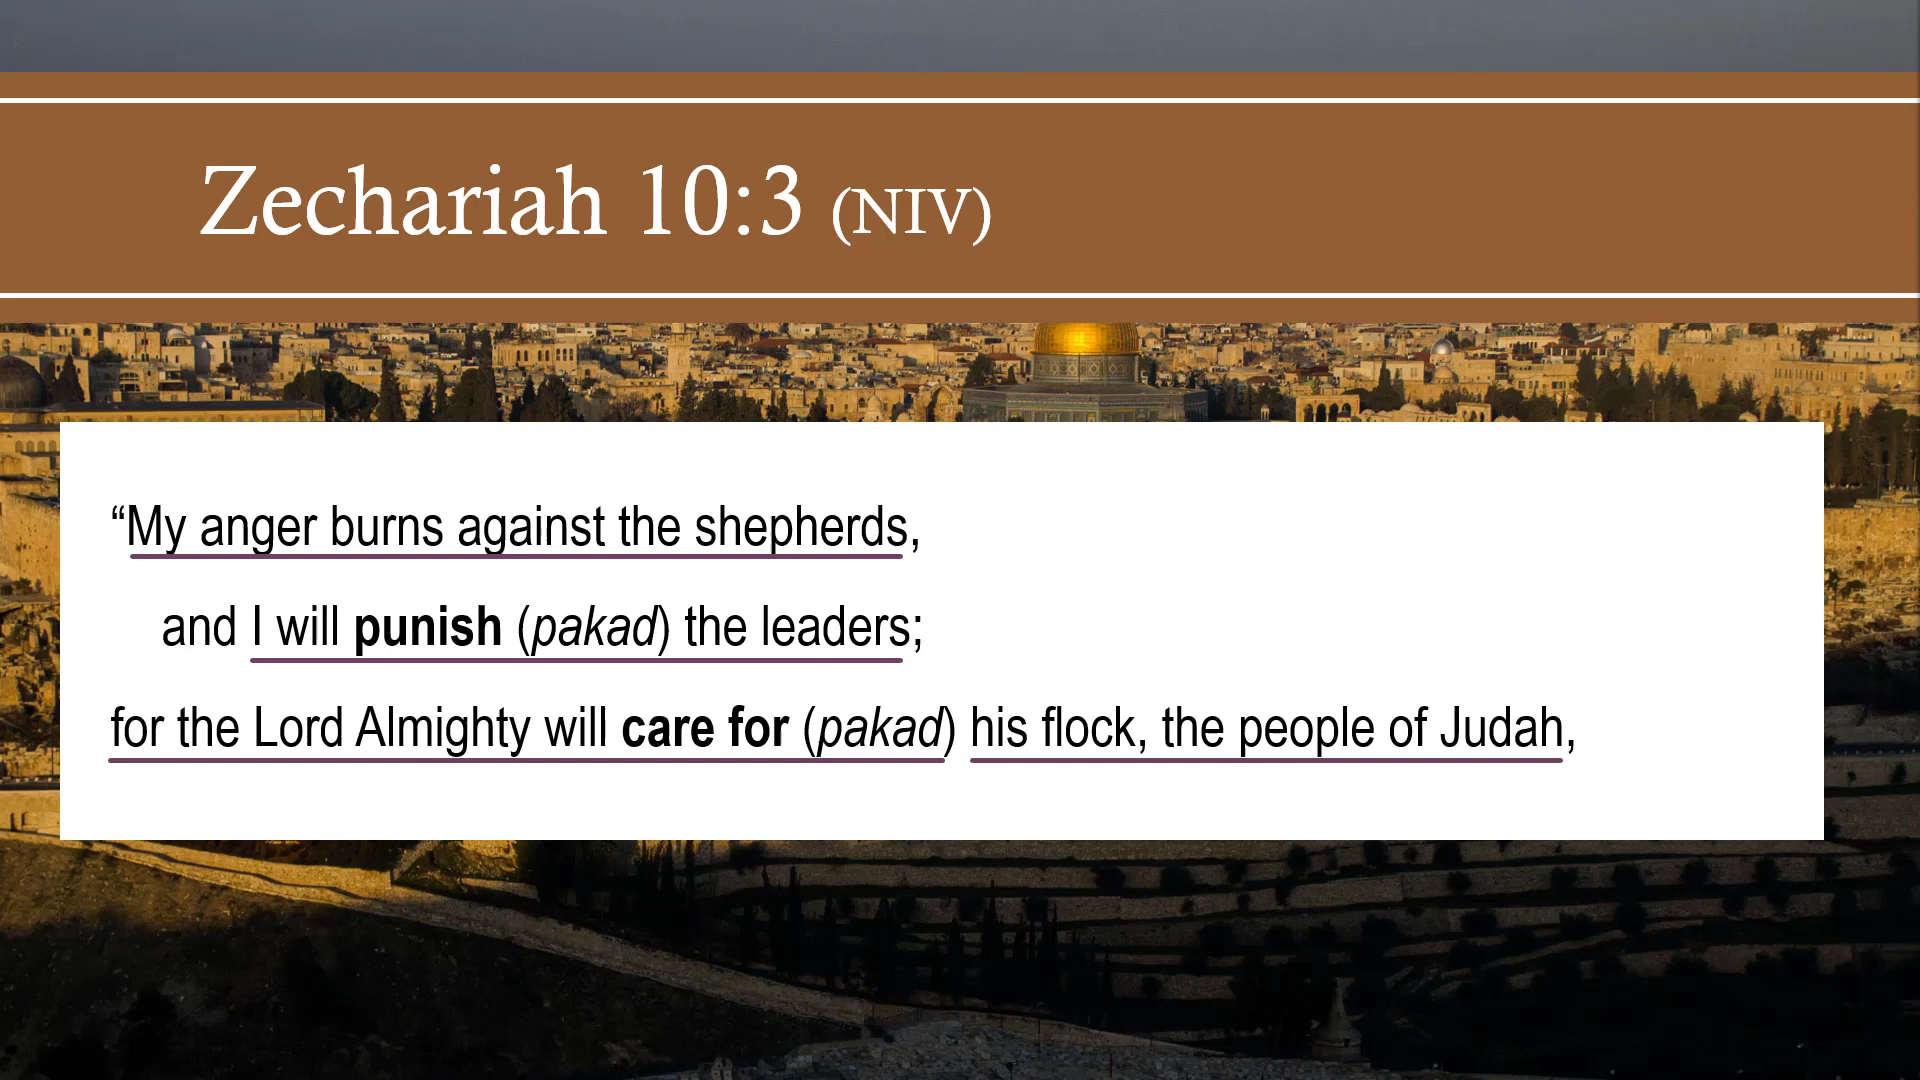 Zechariah 10:3 (NIV)
“My anger burns against the shepherds,
and I will punish (pakad) the leaders;
for the Lord Almighty will care for (pakad) his flock, the people of Judah,